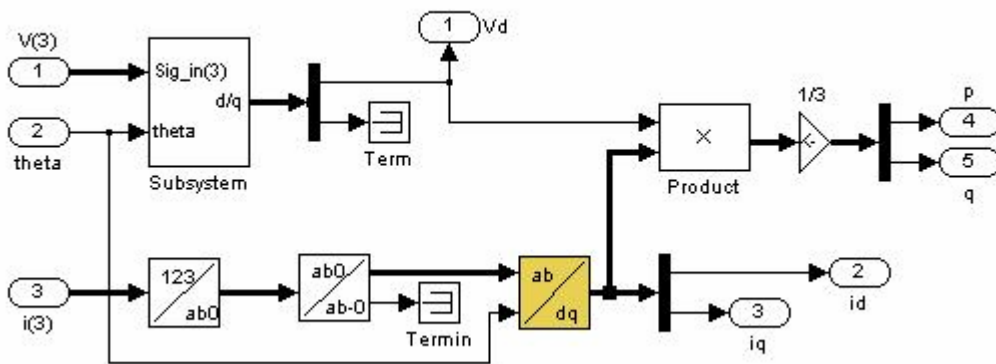 V(3)
1
Sig_in(3)
d/q
theta
Subsystem
2
theta
1
Vd
Term
×
Product
1/3
p
4
5
q
3
i(3)
123
ab0
ab0
ab-0
Termin
ab
dq
2
id
3
iq